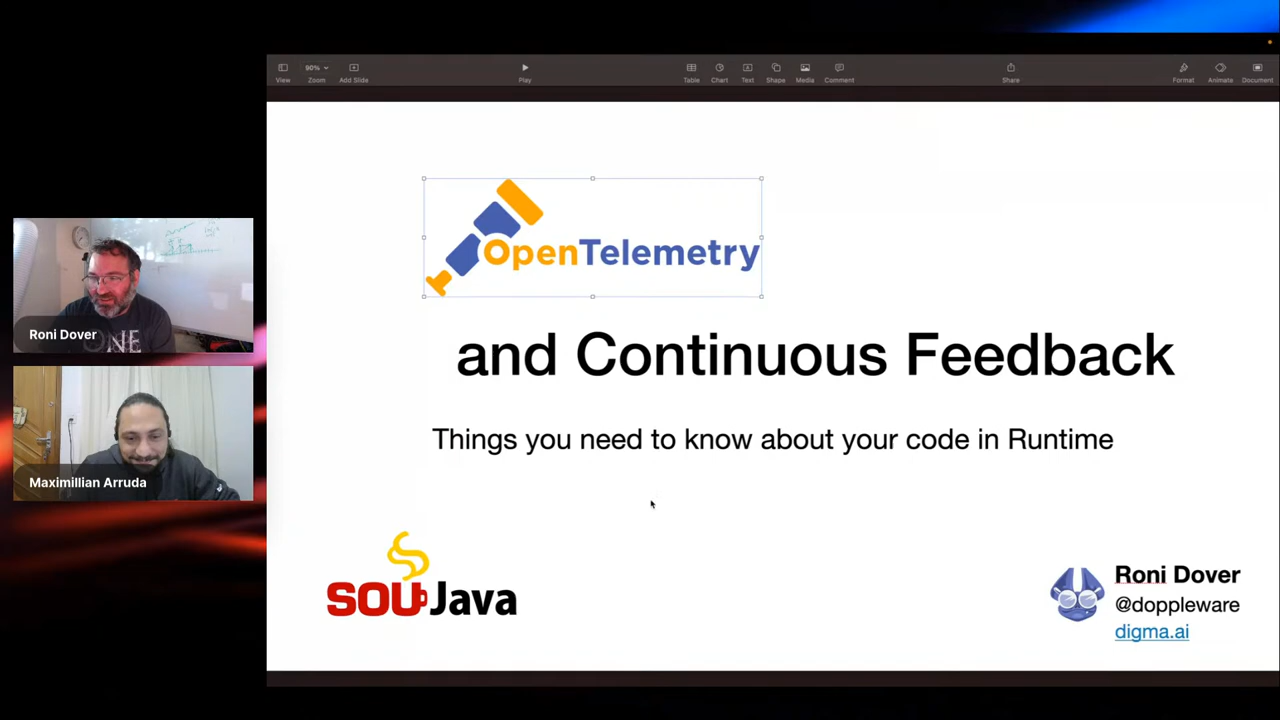 View
90%
Zoom
Add Slide
Play
Table
Chart
Text
Shape
Media
Comment
Share
Format
Animate
Document
OpenTelemetry
and Continuous Feedback
Things you need to know about your code in Runtime
SOUJava
Roni Dover
@doppleware
digma.ai
Roni Dover
ONE
Maximillian Arruda